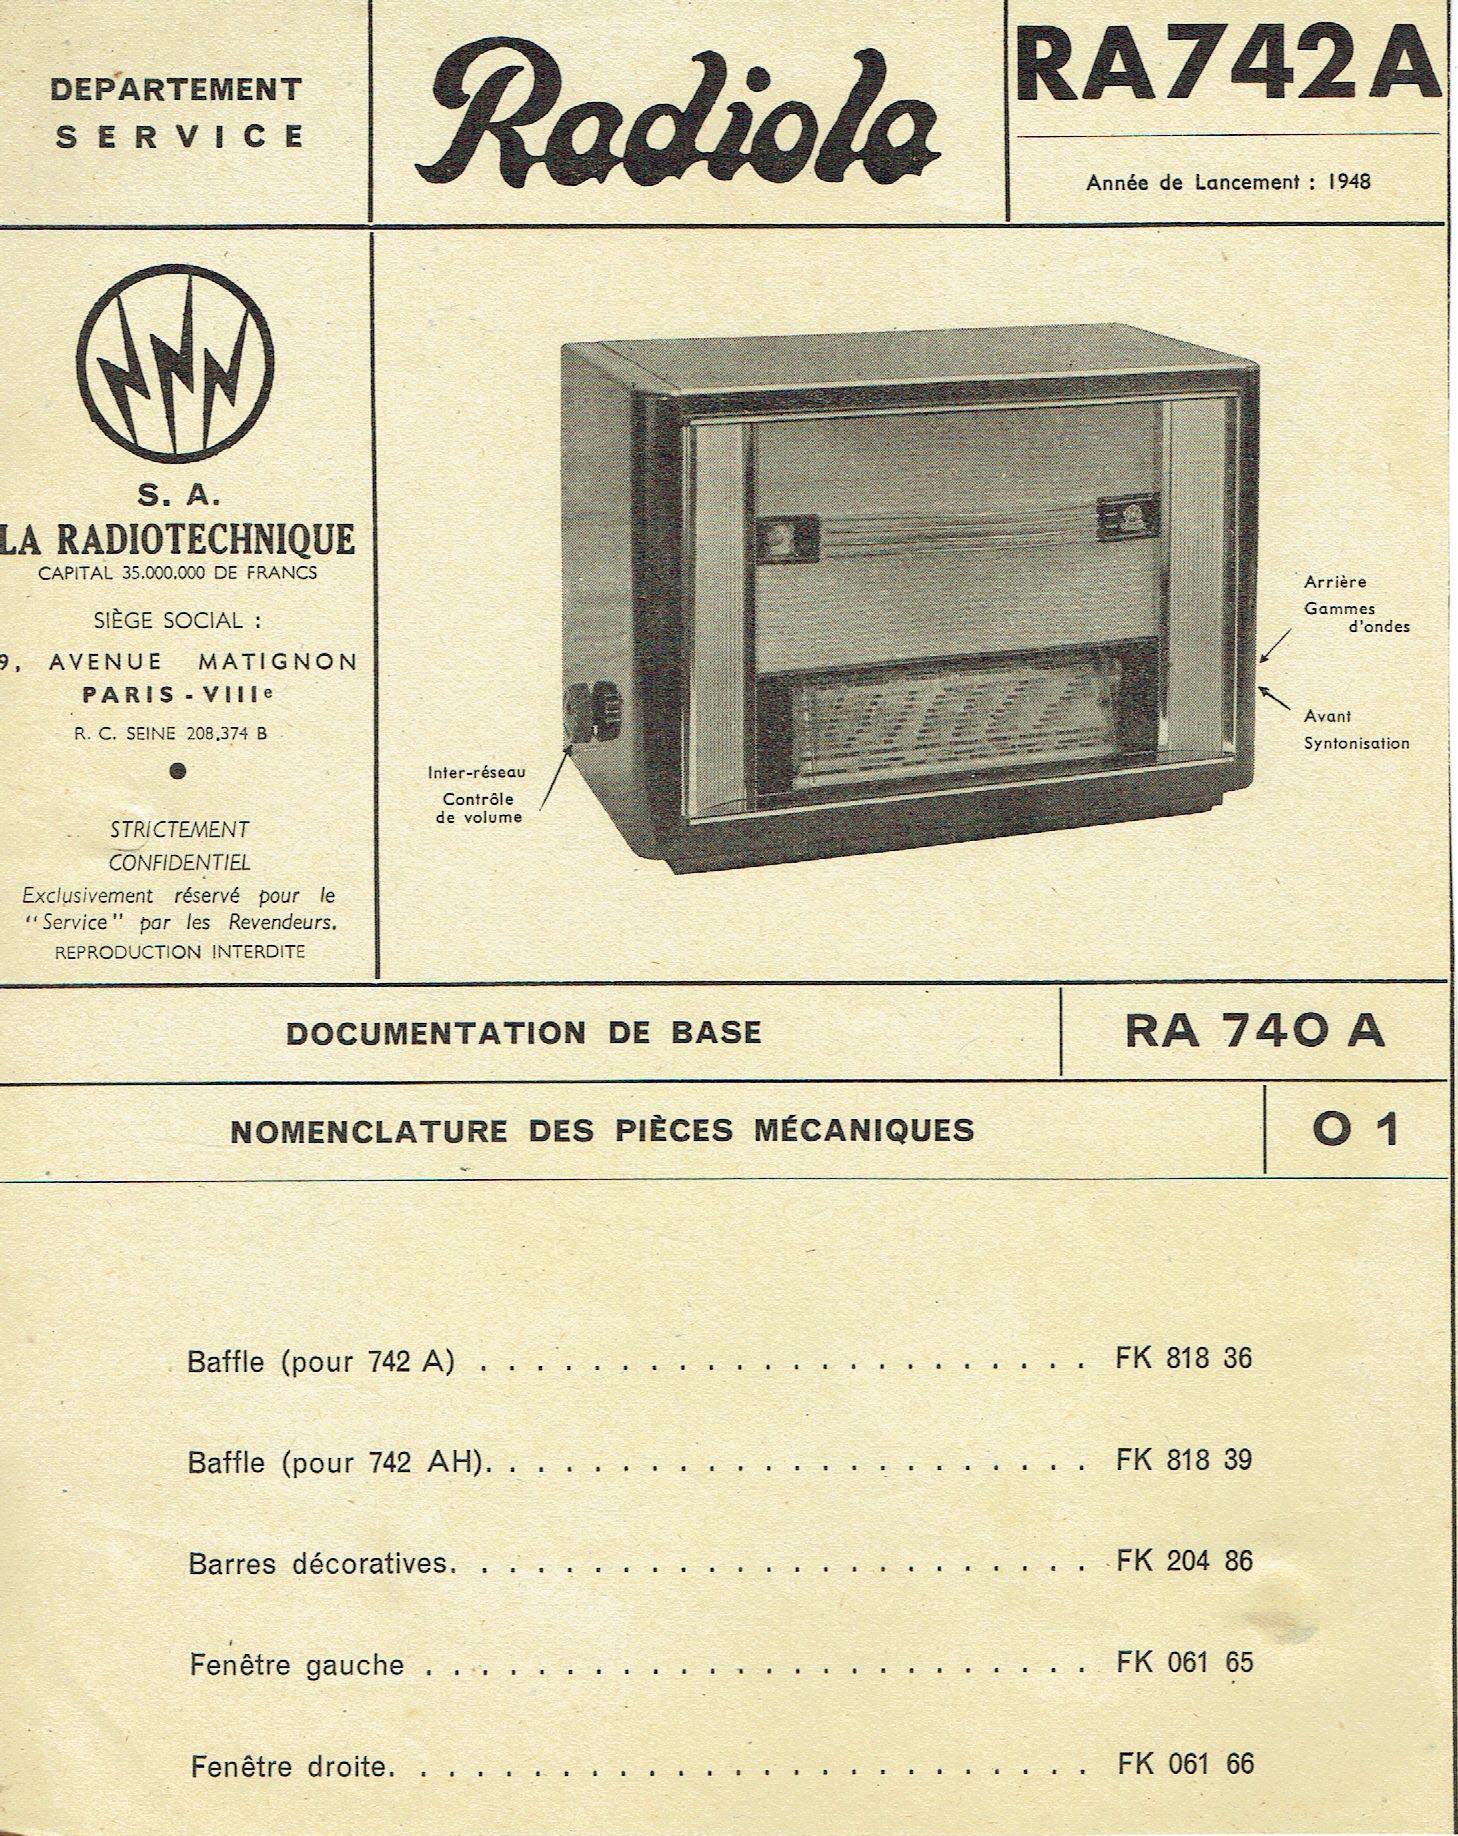 DEPARTEMENT
SERVICE
Radiola
RA742A
Année de Lancement : 1948
S. A.
LA RADIOTECHNIQUE
CAPITAL 35.000.000 DE FRANCS
SIÈGE SOCIAL :
9, AVENUE MATIGNON
PARIS - VIIIe
R. C. SEINE 208.374 B
STRICTEMENT
CONFIDENTIEL
Exclusivement réservé pour le
"Service" par les Revendeurs.
REPRODUCTION INTERDITE
Inter-réseau
Contrôle
de volume
Arrière
Gammes
d'ondes
Avant
Syntonisation
DOCUMENTATION DE BASE
RA 740 A
NOMENCLATURE DES PIÈCES MÉCANIQUES
O 1
Baffle (pour 742 A) . . . . . . . . . . . . . . . . . . . . . . FK 818 36
Baffle (pour 742 AH). . . . . . . . . . . . . . . . . . . . . . FK 818 39
Barres décoratives. . . . . . . . . . . . . . . . . . . . . . . FK 204 86
Fenêtre gauche . . . . . . . . . . . . . . . . . . . . . . . . FK 061 65
Fenêtre droite. . . . . . . . . . . . . . . . . . . . . . . . . FK 061 66